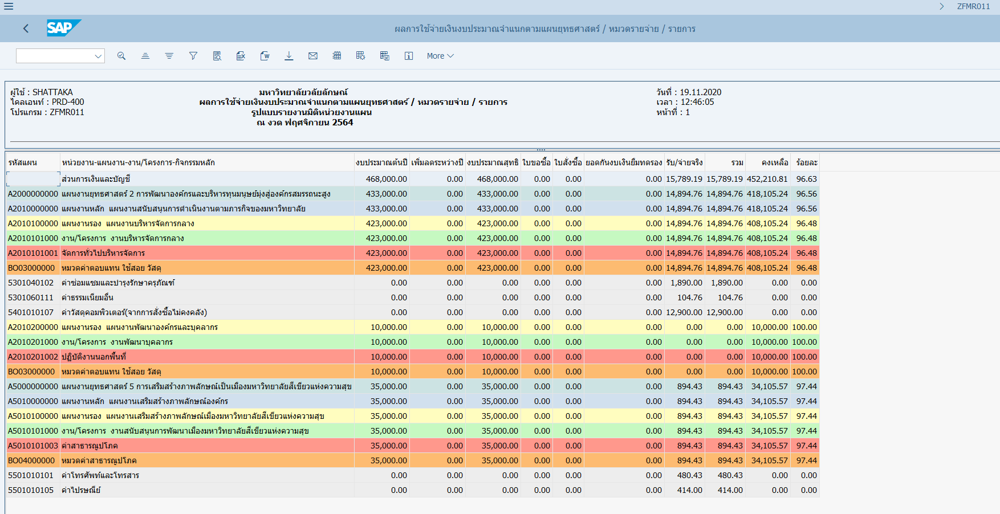 ZFMR011
SAP ผลการใช้จ่ายเงินงบประมาณจำแนกตามแผนยุทธศาสตร์ / หมวดรายจ่าย / รายการ
More
ผู้ใช้ : SHATTAKA มหาวิทยาลัยวลัยลักษณ์ วันที่ : 19.11.2020
ไคลเอนท์ : PRD-400 ผลการใช้จ่ายเงินงบประมาณจำแนกตามแผนยุทธศาสตร์ / หมวดรายจ่าย / รายการ เวลา : 12:46:05
โปรแกรม : ZFMR011 รูปแบบรายงานมิติหน่วยงานแผน หน้าที่ : 1
ณ งวด พฤศจิกายน 2564
รหัสแผน หน่วยงาน-แผนงาน-งาน/โครงการ-กิจกรรมหลัก งบประมาณต้นปี เพิ่มลดระหว่างปี งบประมาณสุทธิ ใบขอซื้อ ใบสั่งซื้อ ยอดกันงบเงินยืมทดรอง รับ/จ่ายจริง รวม คงเหลือ ร้อยละ
ส่วนการเงินและบัญชี 468,000.00 0.00 468,000.00 0.00 0.00 0.00 15,789.19 15,789.19 452,210.81 96.63
A2000000000 แผนงานยุทธศาสตร์ 2 การพัฒนาองค์กรและบริหารทุนมนุษย์มุ่งสู่องค์กรสมรรถนะสูง 433,000.00 0.00 433,000.00 0.00 0.00 0.00 14,894.76 14,894.76 418,105.24 96.56
A2010000000 แผนงานหลัก แผนงานสนับสนุนการดำเนินงานตามภารกิจของมหาวิทยาลัย 433,000.00 0.00 433,000.00 0.00 0.00 0.00 14,894.76 14,894.76 418,105.24 96.56
A2010100000 แผนงานรอง แผนงานบริหารจัดการกลาง 423,000.00 0.00 423,000.00 0.00 0.00 0.00 14,894.76 14,894.76 408,105.24 96.48
A2010101000 งาน/โครงการ งานบริหารจัดการกลาง 423,000.00 0.00 423,000.00 0.00 0.00 0.00 14,894.76 14,894.76 408,105.24 96.48
A2010101001 จัดการทั่วไปบริหารจัดการ 423,000.00 0.00 423,000.00 0.00 0.00 0.00 14,894.76 14,894.76 408,105.24 96.48
BO03000000 หมวดค่าตอบแทน ใช้สอย วัสดุ 423,000.00 0.00 423,000.00 0.00 0.00 0.00 14,894.76 14,894.76 408,105.24 96.48
5301040102 ค่าซ่อมแซมและบำรุงรักษาครุภัณฑ์ 0.00 0.00 0.00 0.00 0.00 0.00 1,890.00 1,890.00 0.00 0.00
5301060111 ค่าธรรมเนียมอื่น 0.00 0.00 0.00 0.00 0.00 0.00 104.76 104.76 0.00 0.00
5401010107 ค่าวัสดุคอมพิวเตอร์(จากการสั่งซื้อไม่คงคลัง) 0.00 0.00 0.00 0.00 0.00 0.00 12,900.00 12,900.00 0.00 0.00
A2010200000 แผนงานรอง แผนงานพัฒนาองค์กรและบุคลากร 10,000.00 0.00 10,000.00 0.00 0.00 0.00 0.00 0.00 10,000.00 100.00
A2010201000 งาน/โครงการ งานพัฒนาบุคลากร 10,000.00 0.00 10,000.00 0.00 0.00 0.00 0.00 0.00 10,000.00 100.00
A2010201002 ปฏิบัติงานนอกพื้นที่ 10,000.00 0.00 10,000.00 0.00 0.00 0.00 0.00 0.00 10,000.00 100.00
BO03000000 หมวดค่าตอบแทน ใช้สอย วัสดุ 10,000.00 0.00 10,000.00 0.00 0.00 0.00 0.00 0.00 10,000.00 100.00
A5000000000 แผนงานยุทธศาสตร์ 5 การเสริมสร้างภาพลักษณ์เป็นเมืองมหาวิทยาลัยสีเขียวแห่งความสุข 35,000.00 0.00 35,000.00 0.00 0.00 0.00 894.43 894.43 34,105.57 97.44
A5010000000 แผนงานหลัก แผนงานเสริมสร้างภาพลักษณ์องค์กร 35,000.00 0.00 35,000.00 0.00 0.00 0.00 894.43 894.43 34,105.57 97.44
A5010100000 แผนงานรอง แผนงานเสริมสร้างภาพลักษณ์เมืองมหาวิทยาลัยสีเขียวแห่งความสุข 35,000.00 0.00 35,000.00 0.00 0.00 0.00 894.43 894.43 34,105.57 97.44
A5010101000 งาน/โครงการ งานสนับสนุนการพัฒนาเมืองมหาวิทยาลัยสีเขียวแห่งความสุข 35,000.00 0.00 35,000.00 0.00 0.00 0.00 894.43 894.43 34,105.57 97.44
A5010101003 ค่าสาธารณูปโภค 35,000.00 0.00 35,000.00 0.00 0.00 0.00 894.43 894.43 34,105.57 97.44
BO04000000 หมวดค่าสาธารณูปโภค 35,000.00 0.00 35,000.00 0.00 0.00 0.00 894.43 894.43 34,105.57 97.44
5501010101 ค่าโทรศัพท์และโทรสาร 0.00 0.00 0.00 0.00 0.00 0.00 480.43 480.43 0.00 0.00
5501010105 ค่าไปรษณีย์ 0.00 0.00 0.00 0.00 0.00 0.00 414.00 414.00 0.00 0.00